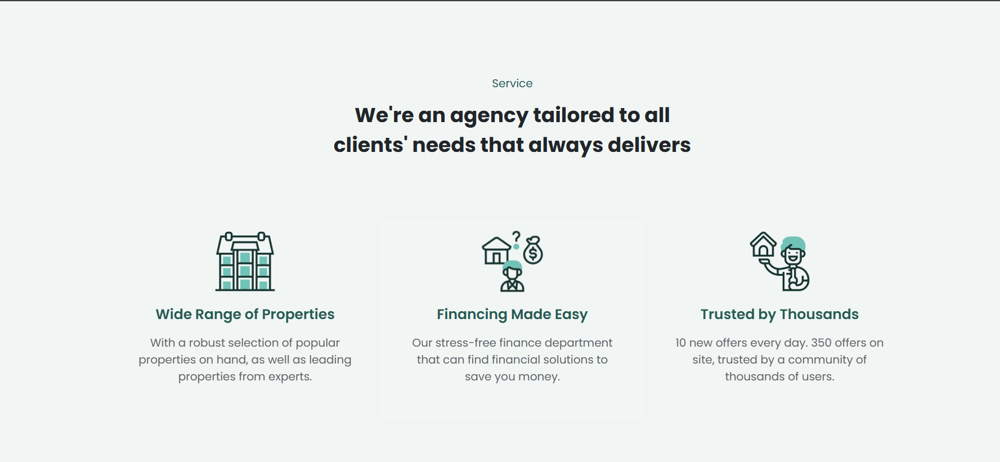 Service
We're an agency tailored to all
clients' needs that always delivers
Wide Range of Properties
With a robust selection of popular
properties on hand, as well as leading
properties from experts.
Financing Made Easy
Our stress-free finance department
that can find financial solutions to
save you money.
Trusted by Thousands
10 new offers every day. 350 offers on
site, trusted by a community of
thousands of users.